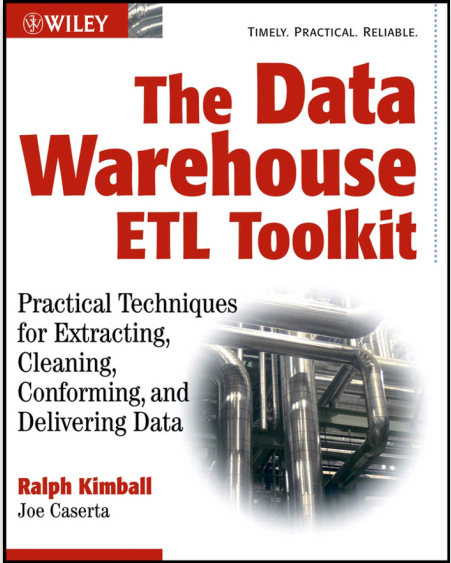 WILEY
TIMELY. PRACTICAL. RELIABLE.
The Data
Warehouse
ETL Toolkit
Practical Techniques
for Extracting,
Cleaning,
Conforming, and
Delivering Data
Ralph Kimball
Joe Caserta